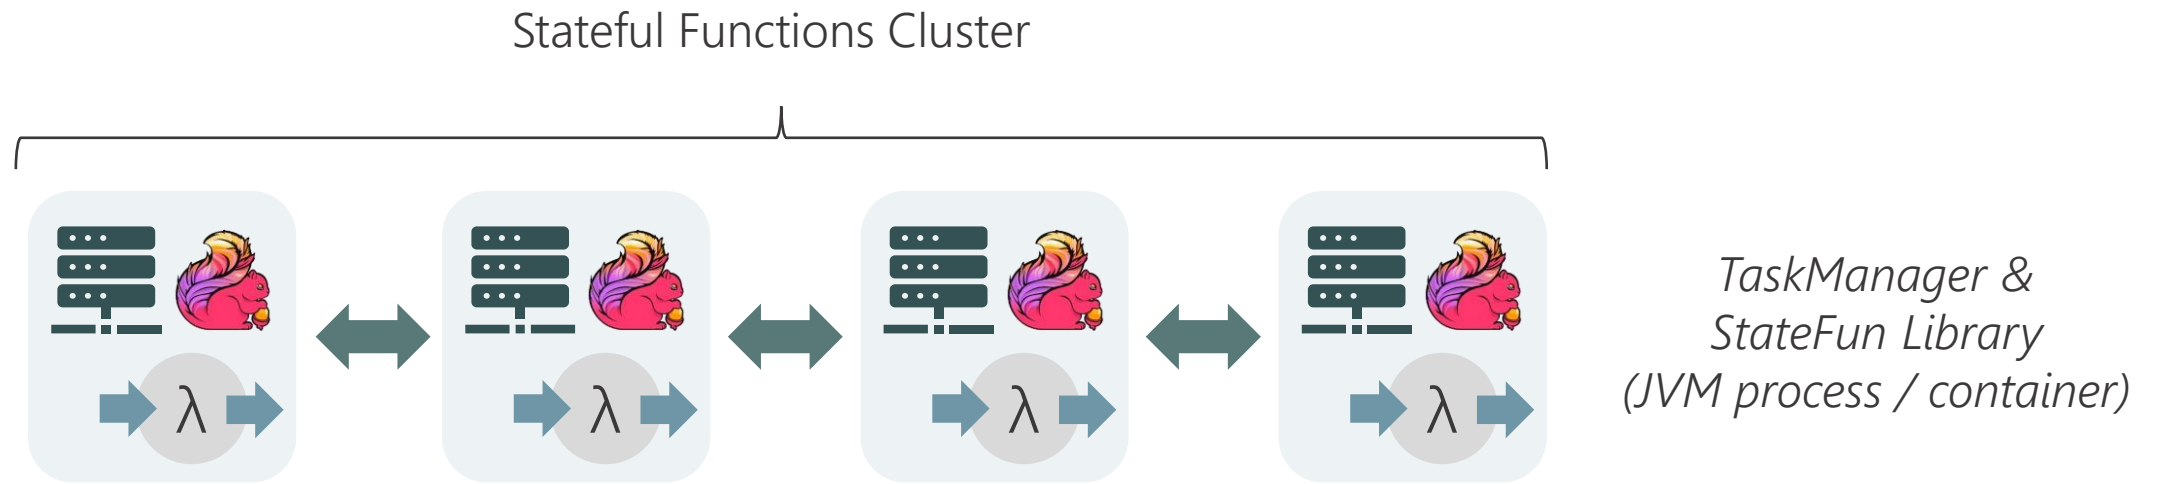 Stateful Functions Cluster
λ
λ
λ
λ
TaskManager &
StateFun Library
(JVM process / container)